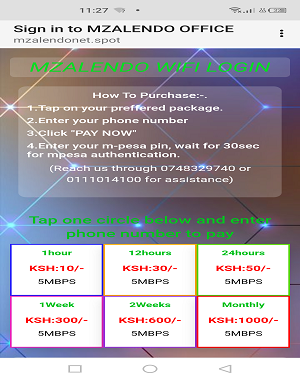 11:27
Sign in to MZALENDO OFFICE
mzalendonet.spot
MZALENDO WIFI LOGIN
How To Purchase:-.
1.Tap on your preffered package.
2.Enter your phone number
3.Click "PAY NOW"
4.Enter your m-pesa pin, wait for 30sec
for mpesa authentication.
(Reach us through 0748329740 or
0111014100 for assistance)
Tap one circle below and enter
phone number to pay
1hour 12hours 24hours
KSH:10/- KSH:30/- KSH:50/-
5MBPS 5MBPS 5MBPS
1Week 2Weeks Monthly
KSH:300/- KSH:600/- KSH:1000/-
5MBPS 5MBPS 5MBPS